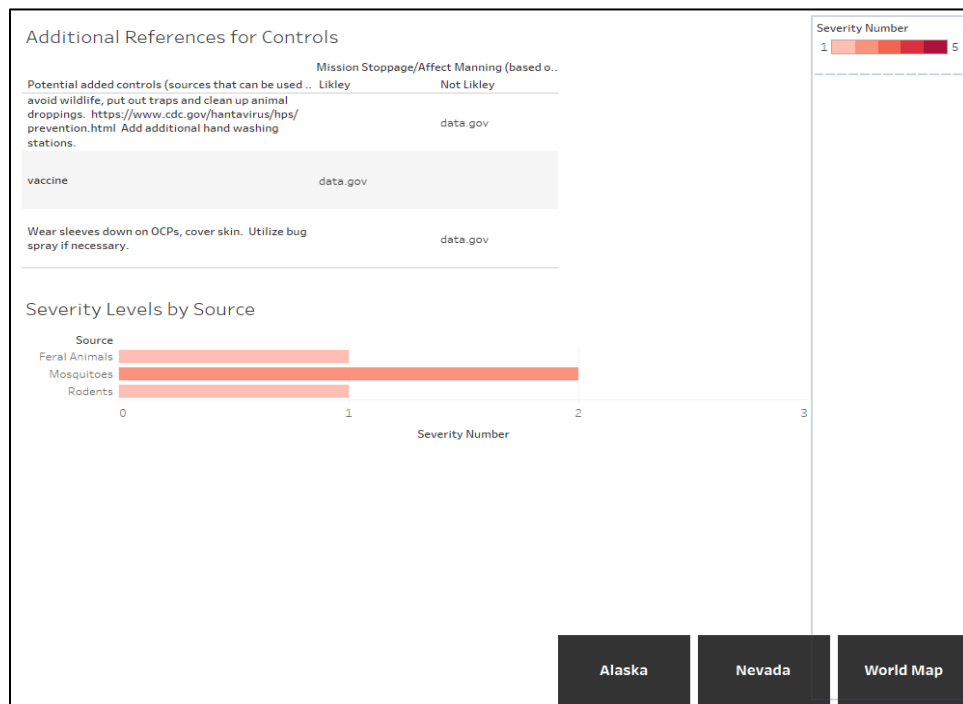 Additional References for Controls
Severity Number
1 5
Mission Stoppage/Affect Manning (based o..
Potential added controls (sources that can be used .. Likley Not Likley
avoid wildlife, put out traps and clean up animal
droppings. https://www.cdc.gov/hantavirus/hps/
prevention.html Add additional hand washing
stations.
data.gov
vaccine data.gov
Wear sleeves down on OCPs, cover skin. Utilize bug
spray if necessary.
data.gov
Severity Levels by Source
Source
Feral Animals
Mosquitoes
Rodents
0 1 2 3
Severity Number
Alaska Nevada World Map